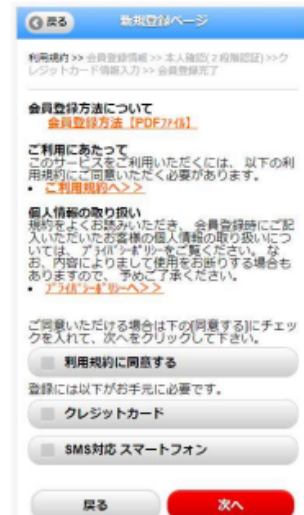 戻る 新規登録ページ
利用規約 >> 会員登録情報 >> 本人確認(2段階認証) >>ク
レジットカード情報入力 >> 会員登録完了
会員登録方法について
会員登録方法【PDFﾌｧｲﾙ】
ご利用にあたって
このサービスをご利用いただくには、以下の利
用規約にご同意いただく必要があります。
• ご利用規約へ>>
個人情報の取り扱い
規約をよくお読みいただき、会員登録時にご記
入いただいたお客様の個人情報の取り扱いにつ
いては、ﾌﾟﾗｲﾊﾞｼｰﾎﾟﾘｼｰをご覧ください。な
お、内容によりまして使用をお断りする場合も
ありますので、予めご了承ください。
• ﾌﾟﾗｲﾊﾞｼｰﾎﾟﾘｼｰへ>>
ご同意いただける場合は下の[同意する]にチェッ
クを入れて、次へをクリックして下さい。
利用規約に同意する
登録には以下がお手元に必要です。
クレジットカード
SMS対応 スマートフォン
戻る 次へ